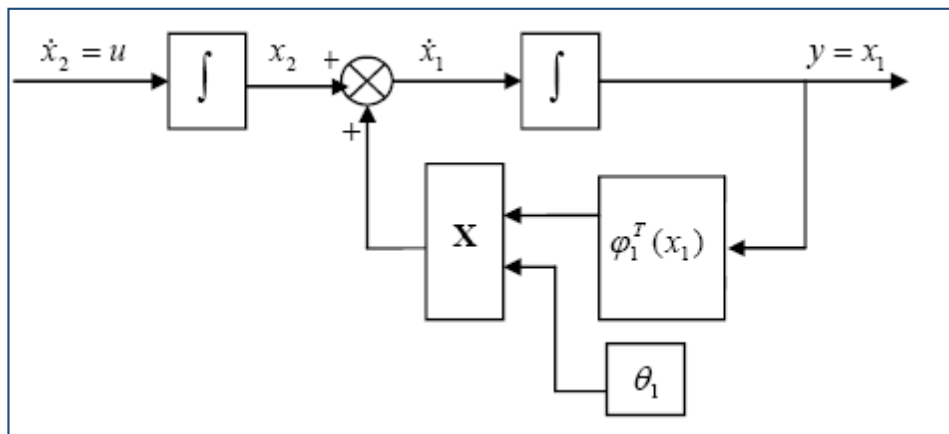 ẋ₂ = u
∫
x₂
+
+
ẋ₁
∫
y = x₁
X
φ₁ᵀ(x₁)
θ₁